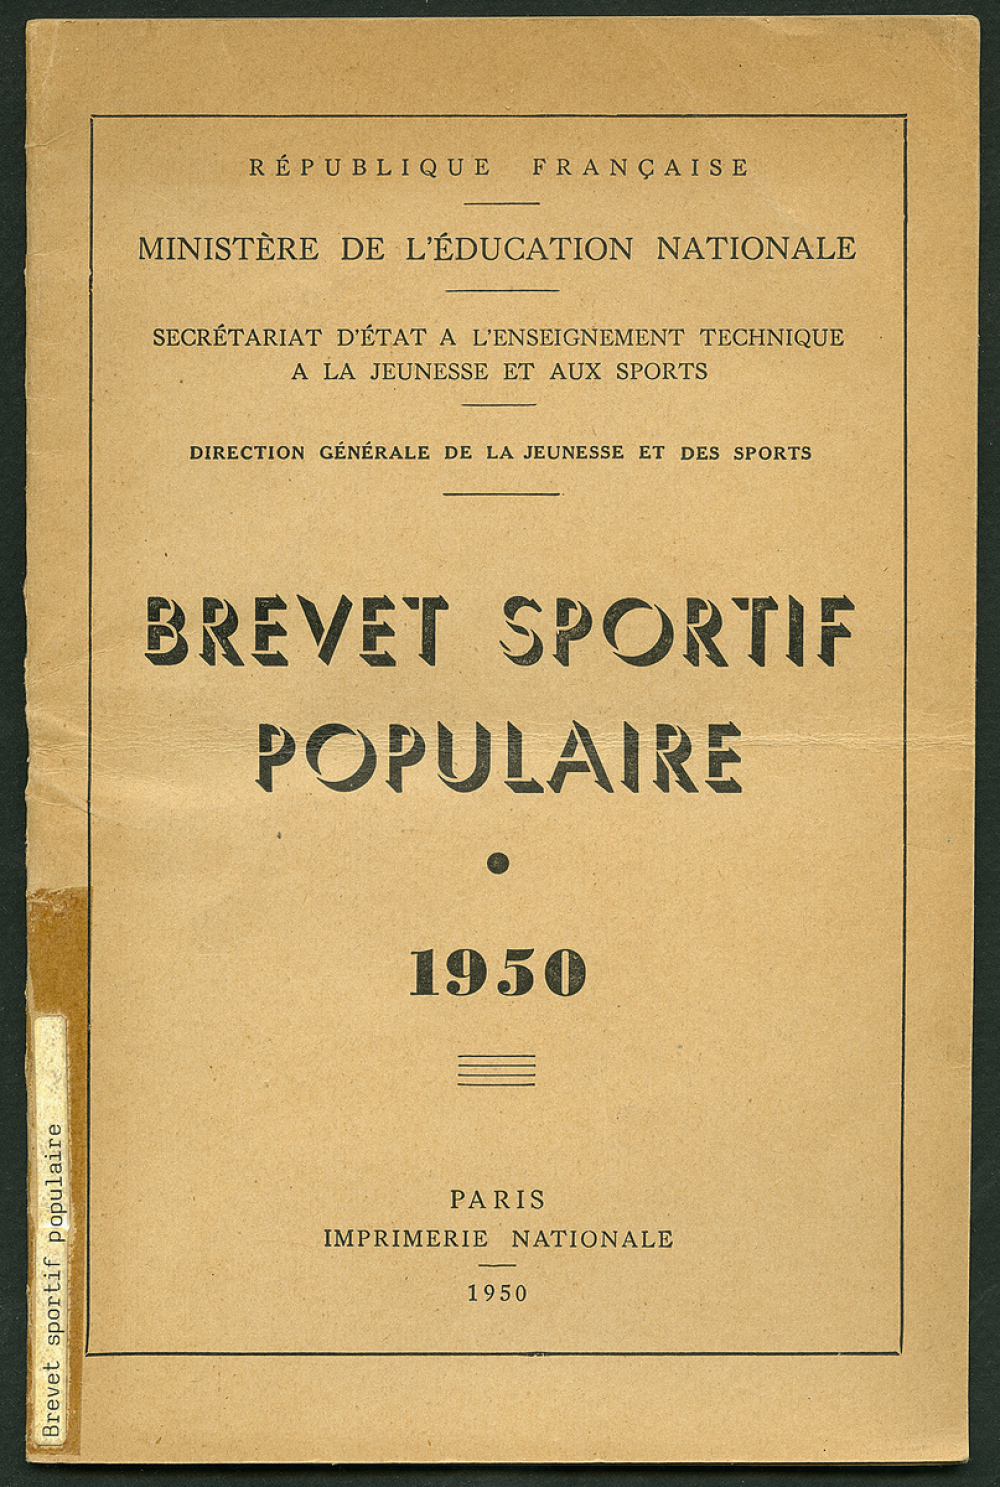 RÉPUBLIQUE FRANÇAISE
MINISTÈRE DE L'ÉDUCATION NATIONALE
SECRÉTARIAT D'ÉTAT A L'ENSEIGNEMENT TECHNIQUE
A LA JEUNESSE ET AUX SPORTS
DIRECTION GÉNÉRALE DE LA JEUNESSE ET DES SPORTS
BREVET SPORTIF
POPULAIRE
1950
PARIS
IMPRIMERIE NATIONALE
1950
Brevet sportif populaire